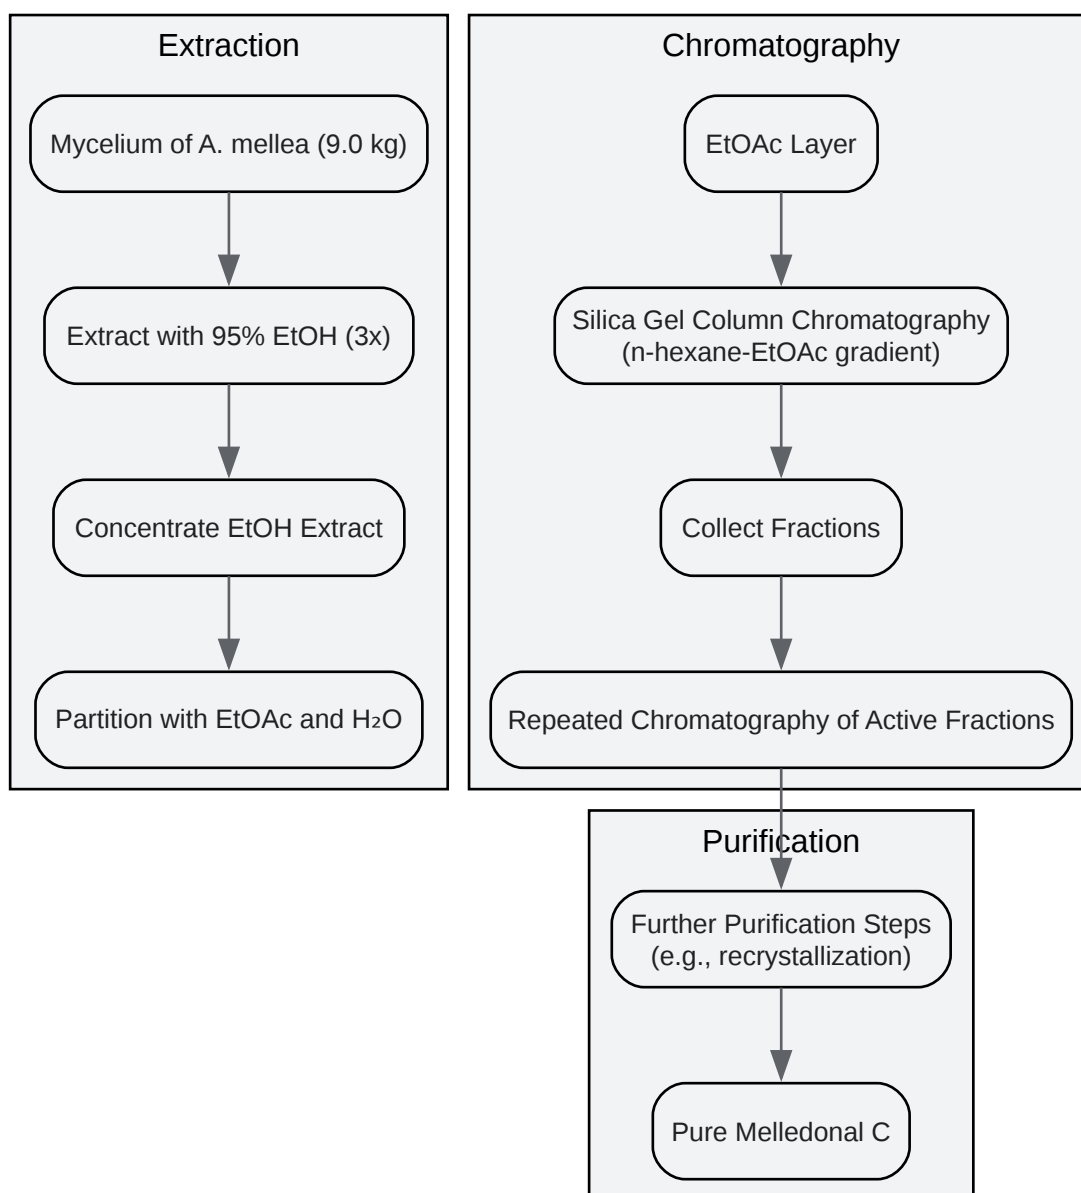 Extraction
Mycelium of A. mellea (9.0 kg)
Extract with 95% EtOH (3x)
Concentrate EtOH Extract
Partition with EtOAc and H₂O
Chromatography
EtOAc Layer
Silica Gel Column Chromatography
(n-hexane-EtOAc gradient)
Collect Fractions
Repeated Chromatography of Active Fractions
Purification
Further Purification Steps
(e.g., recrystallization)
Pure Melledonal C